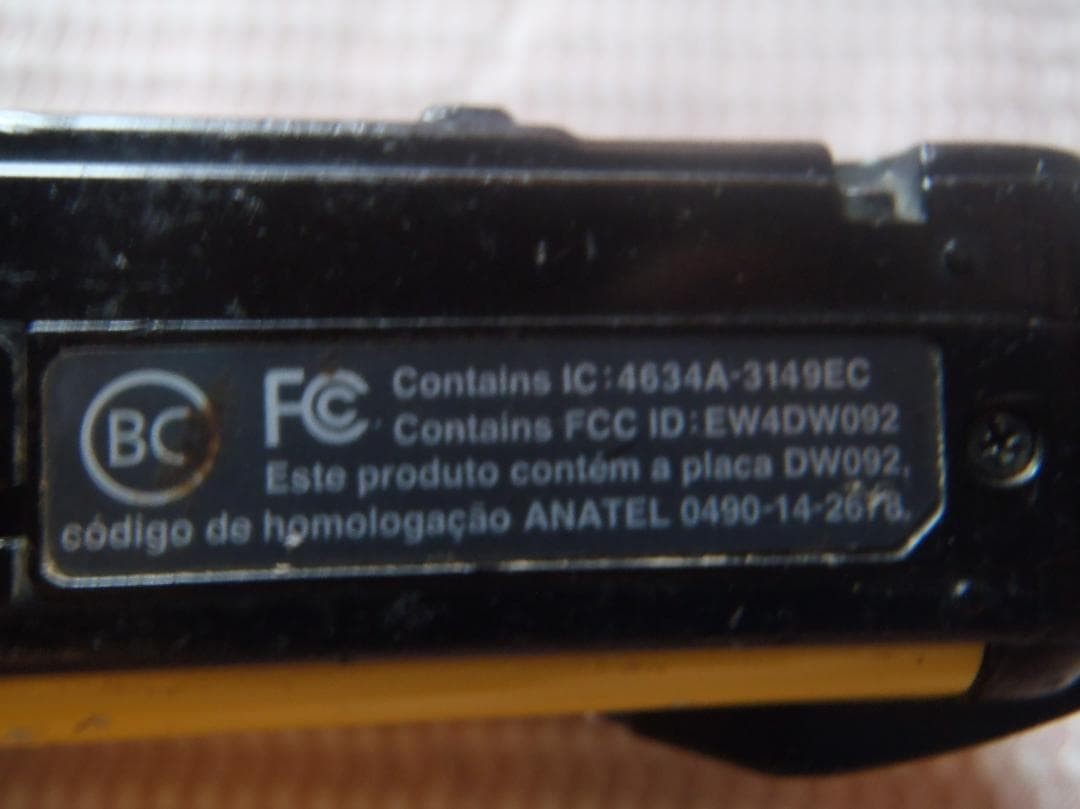 BC
FC Contains IC:4634A-3149EC
Contains FCC ID:EW4DW092
Este produto contém a placa DW092,
código de homologação ANATEL 0490-14-2678.